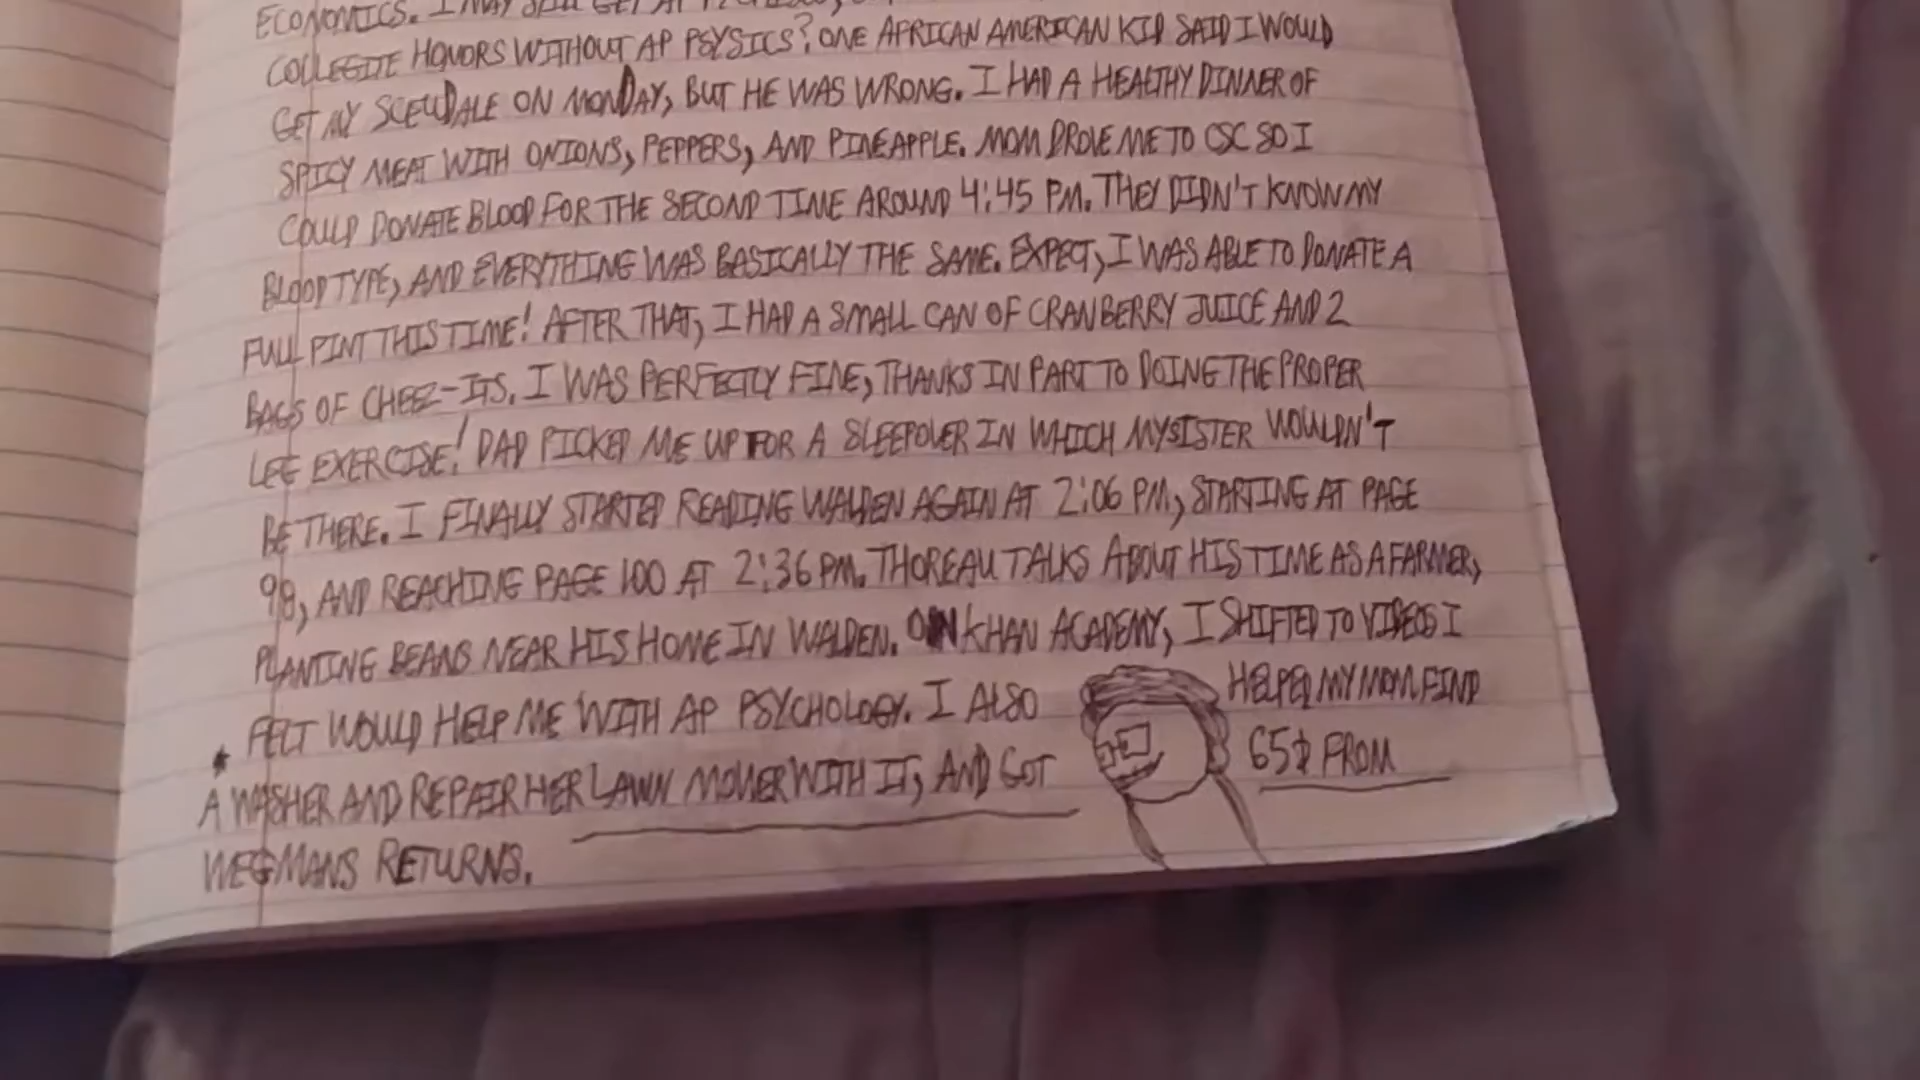 ECONOMICS. I MAY STILL GET AP
COLLEGITE HONORS WITHOUT AP PSYSICS? ONE AFRICAN AMERICAN KID SAID I WOULD
GET MY SCEUDALE ON MONDAY, BUT HE WAS WRONG. I HAD A HEALTHY DINNER OF
SPICY MEAT WITH ONIONS, PEPPERS, AND PINEAPPLE. MOM DROVE ME TO CSC SO I
COULD DONATE BLOOD FOR THE SECOND TIME AROUND 4:45 PM. THEY DIDN'T KNOW MY
BLOOD TYPE, AND EVERYTHING WAS BASICALLY THE SAME. EXPECT, I WAS ABLE TO DONATE A
FULL PINT THIS TIME! AFTER THAT, I HAD A SMALL CAN OF CRANBERRY JUICE AND 2
BAGS OF CHEEZ-ITS. I WAS PERFECTLY FINE, THANKS IN PART TO DOING THE PROPER
LEG EXERCISE! DAD PICKED ME UP FOR A SLEEPOVER IN WHICH MY SISTER WOULDN'T
BE THERE. I FINALLY STARTED READING WALDEN AGAIN AT 2:06 PM, STARTING AT PAGE
98, AND REACHING PAGE 100 AT 2:36 PM. THOREAU TALKS ABOUT HIS TIME AS A FARMER,
PLANTING BEANS NEAR HIS HOME IN WALDEN. ON KHAN ACADEMY, I SHIFTED TO VIDEOS I
FELT WOULD HELP ME WITH AP PSYCHOLOGY. I ALSO HELPED MY MOM FIND
A WASHER AND REPAIR HER LAWN MOWER WITH IT, AND GOT 65$ FROM
WEGMANS RETURNS.